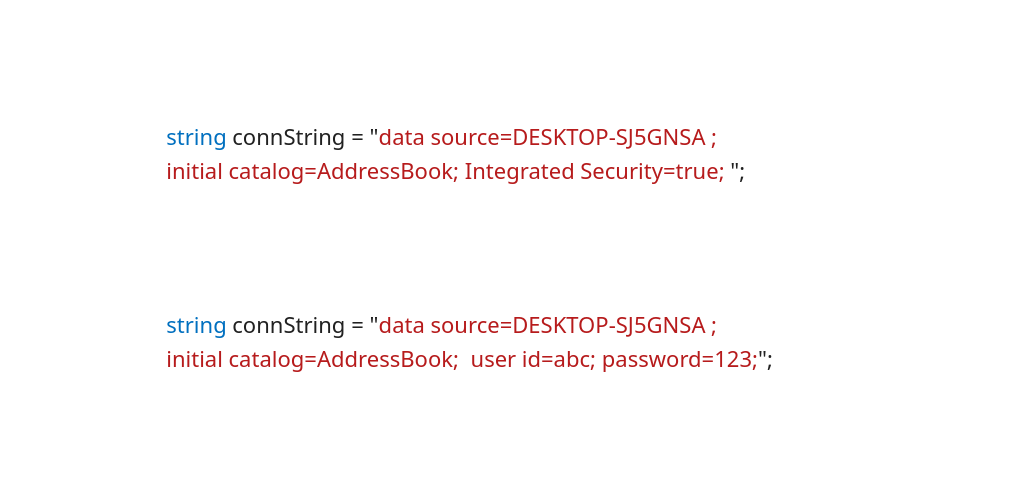 string connString = "data source=DESKTOP-SJ5GNSA ;
initial catalog=AddressBook; Integrated Security=true; ";
string connString = "data source=DESKTOP-SJ5GNSA ;
initial catalog=AddressBook;  user id=abc; password=123;";